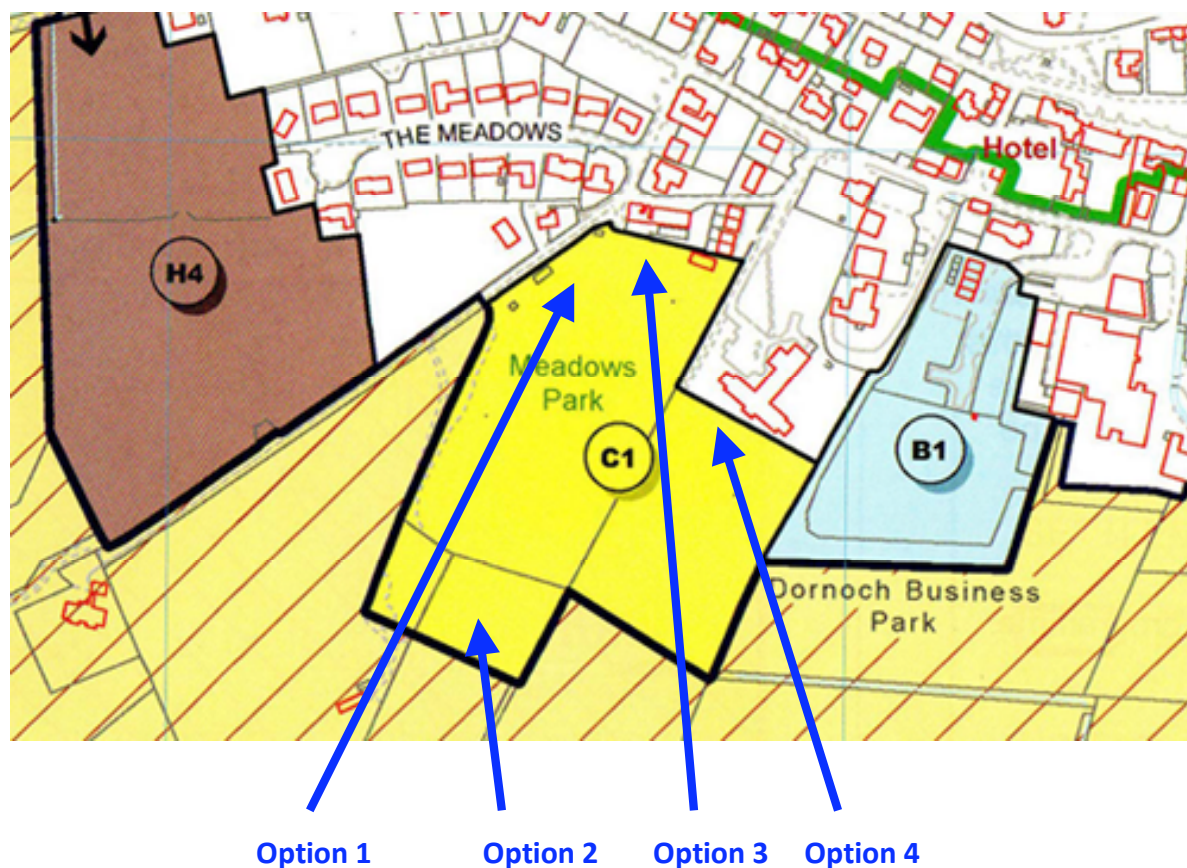 THE MEADOWS
Hotel
H4
Meadows
Park
C1
B1
Dornoch Business
Park
Option 1
Option 2
Option 3
Option 4